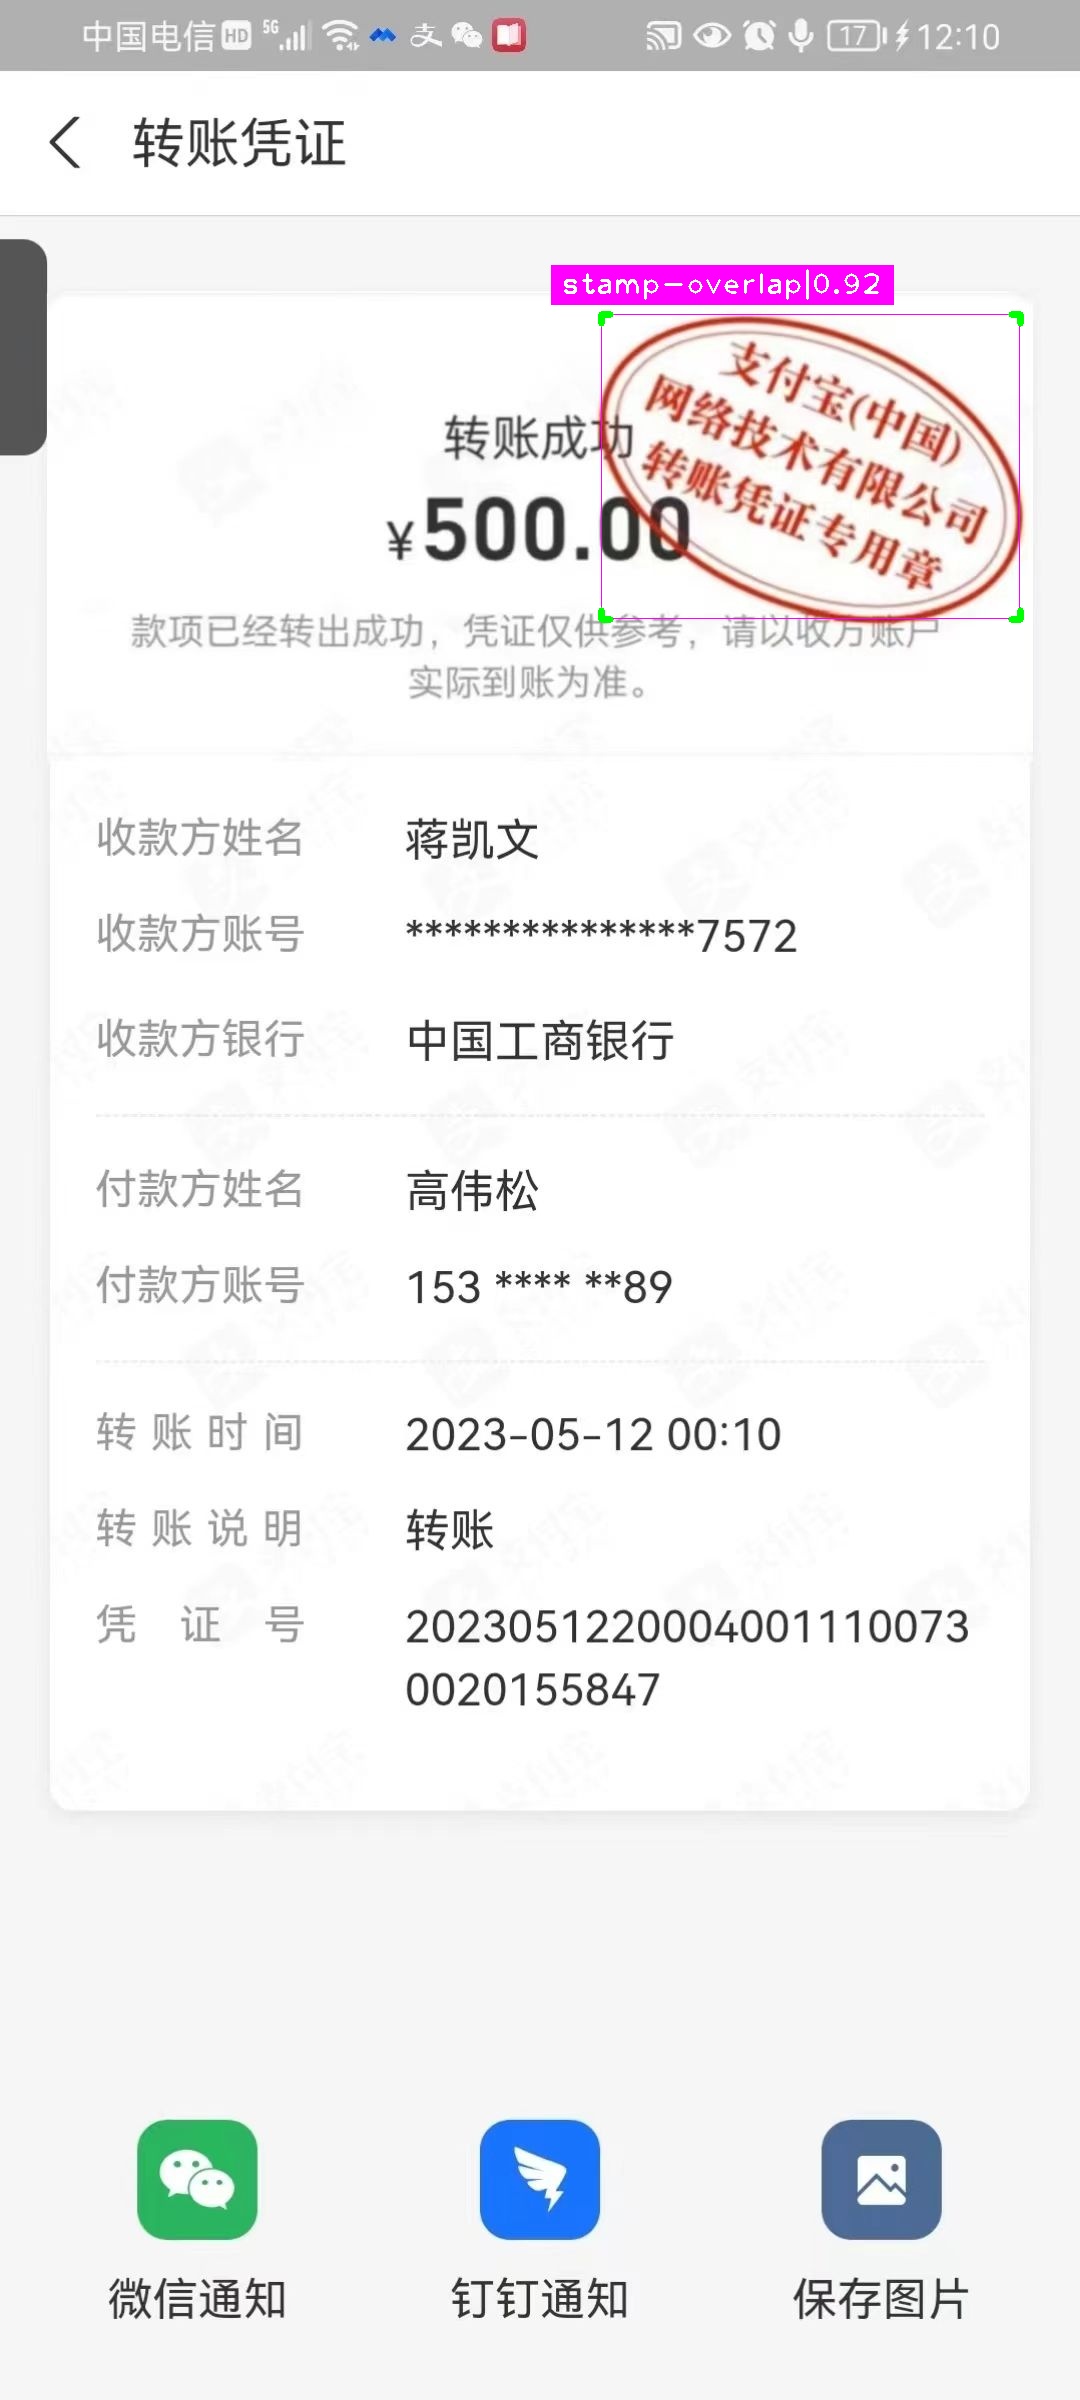 中国电信 HD 5G 17 12:10
转账凭证
stamp-overlap|0.92
支付宝(中国)
网络技术有限公司
转账凭证专用章
转账成功
¥500.00
款项已经转出成功，凭证仅供参考，请以收方账户
实际到账为准。
收款方姓名 蒋凯文
收款方账号 ***************7572
收款方银行 中国工商银行
付款方姓名 高伟松
付款方账号 153 **** **89
转账时间 2023-05-12 00:10
转账说明 转账
凭证号 2023051220004001110073
0020155847
微信通知 钉钉通知 保存图片